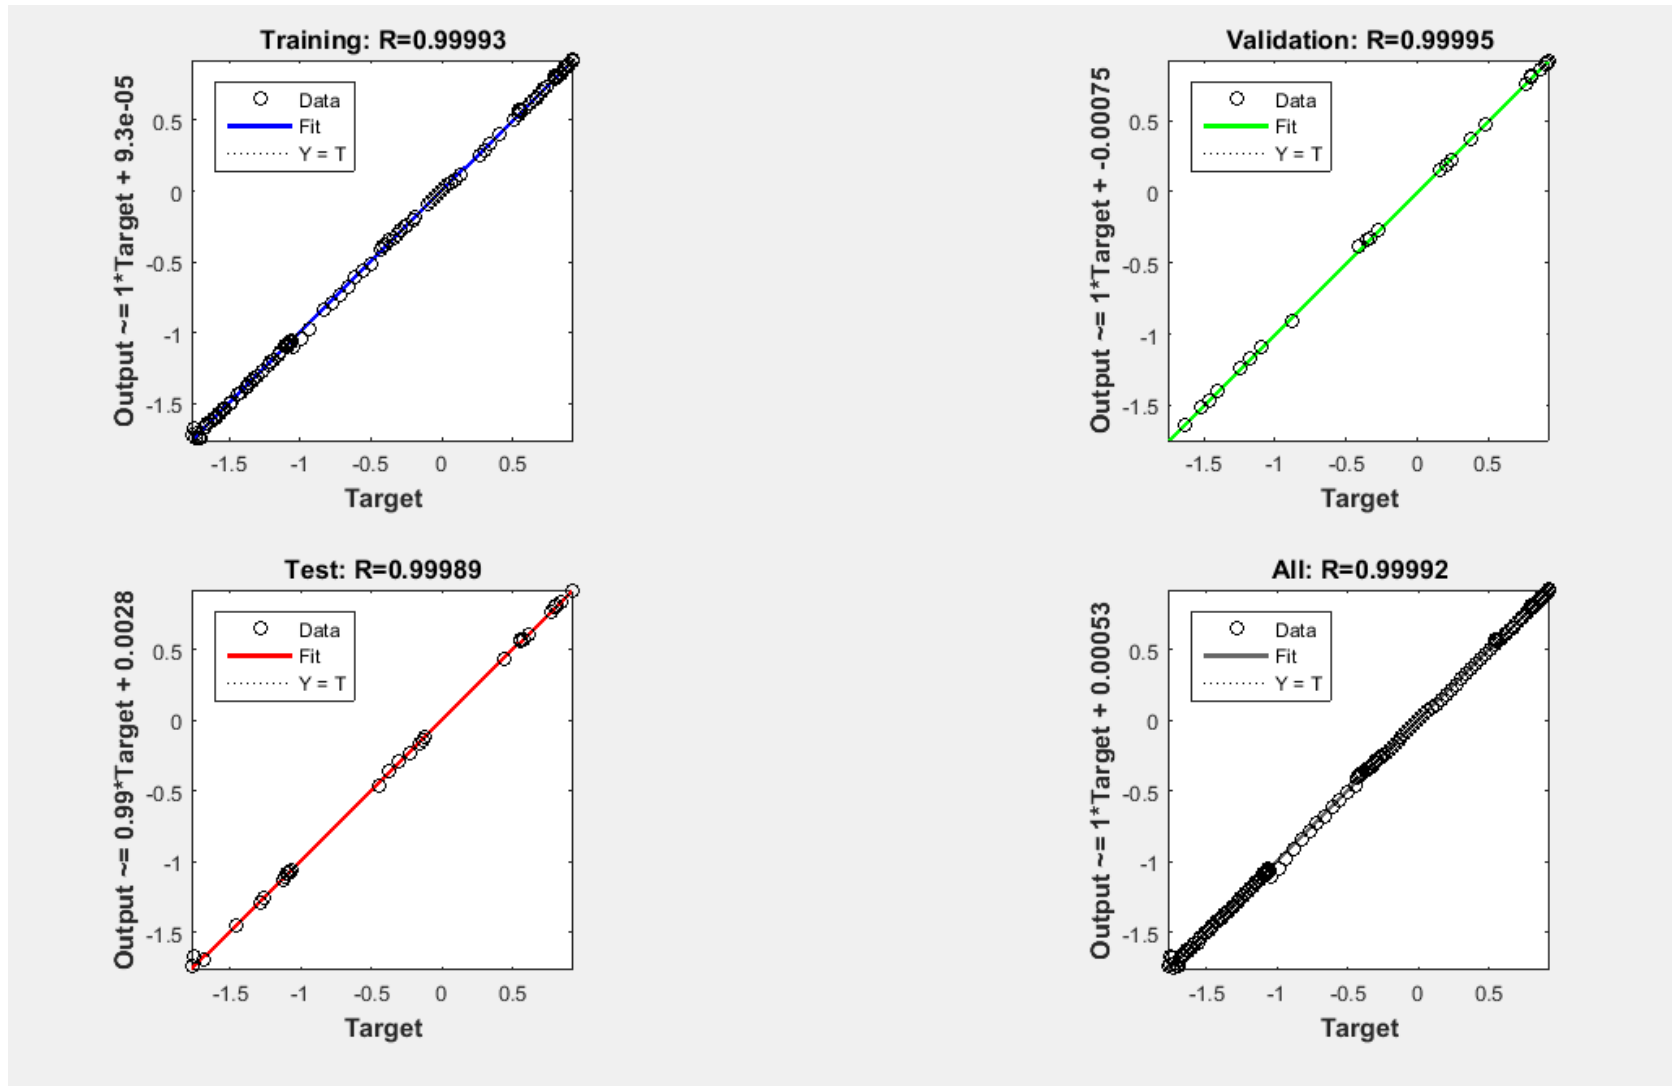 Training: R=0.99993
Output ~= 1*Target + 9.3e-05
Data
Fit
Y = T
0.5
0
-0.5
-1
-1.5
-1.5 -1 -0.5 0 0.5
Target
Validation: R=0.99995
Output ~= 1*Target + -0.00075
Data
Fit
Y = T
0.5
0
-0.5
-1
-1.5
-1.5 -1 -0.5 0 0.5
Target
Test: R=0.99989
Output ~= 0.99*Target + 0.0028
Data
Fit
Y = T
0.5
0
-0.5
-1
-1.5
-1.5 -1 -0.5 0 0.5
Target
All: R=0.99992
Output ~= 1*Target + 0.00053
Data
Fit
Y = T
0.5
0
-0.5
-1
-1.5
-1.5 -1 -0.5 0 0.5
Target